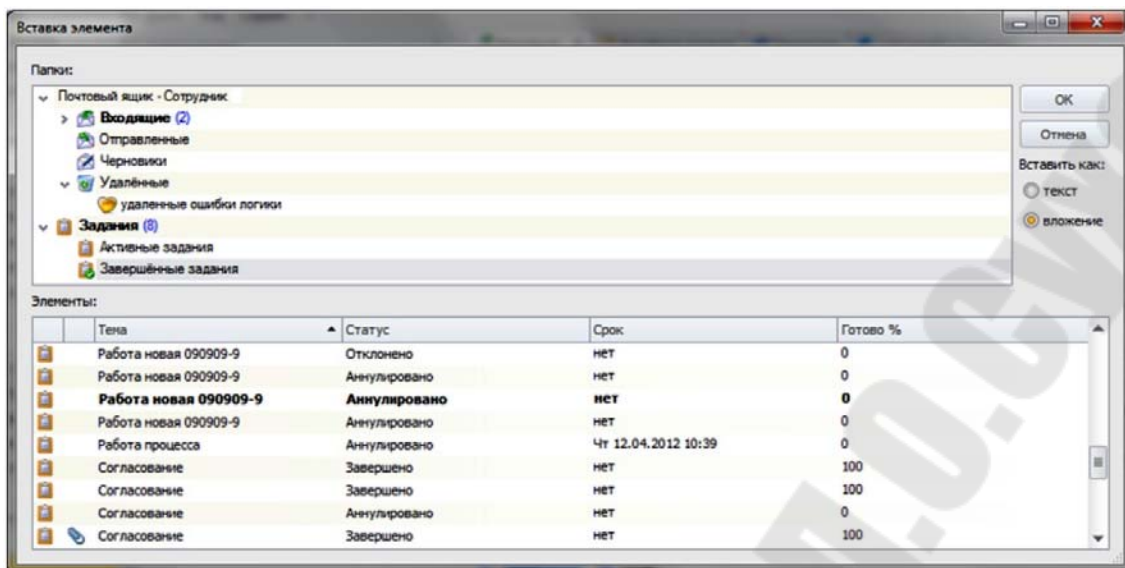 Вставка элемента
Папки:
Почтовый ящик - Сотрудник
Входящие (2)
Отправленные
Черновики
Удалённые
удаленные ошибки логики
Задания (8)
Активные задания
Завершённые задания
OK
Отмена
Вставить как:
текст
вложение
Элементы:
Тема Статус Срок Готово %
Работа новая 090909-9 Отклонено нет 0
Работа новая 090909-9 Аннулировано нет 0
Работа новая 090909-9 Аннулировано нет 0
Работа новая 090909-9 Аннулировано нет 0
Работа процесса Аннулировано Чт 12.04.2012 10:39 0
Согласование Завершено нет 100
Согласование Завершено нет 100
Согласование Аннулировано нет 0
Согласование Завершено нет 100